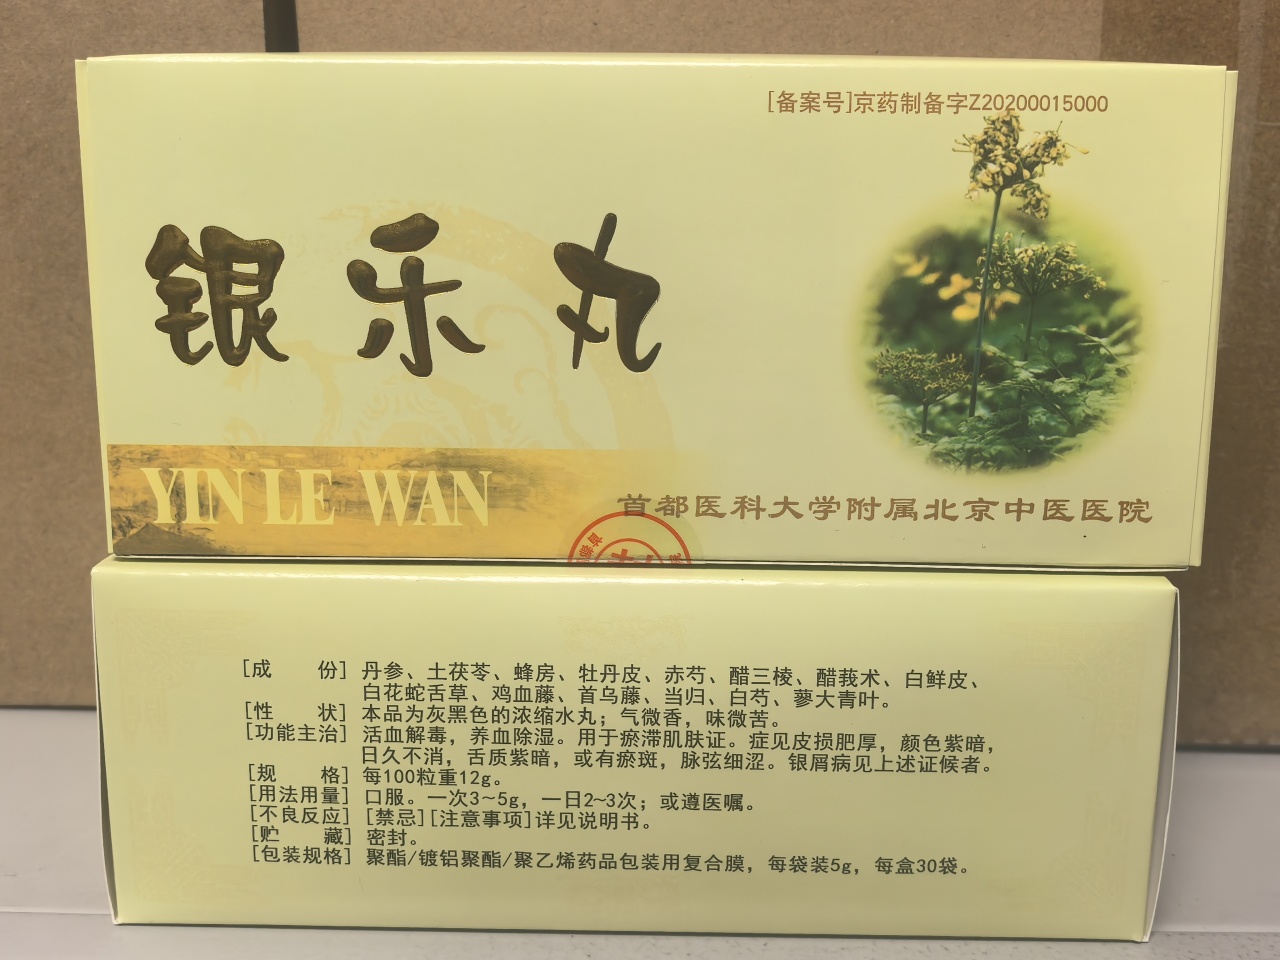 [备案号]京药制备字Z20200015000
银乐丸
YIN LE WAN
首都医科大学附属北京中医医院
首都
院
[成 份] 丹参、土茯苓、蜂房、牡丹皮、赤芍、醋三棱、醋莪术、白鲜皮、
白花蛇舌草、鸡血藤、首乌藤、当归、白芍、蓼大青叶。
[性 状] 本品为灰黑色的浓缩水丸；气微香，味微苦。
[功能主治] 活血解毒，养血除湿。用于瘀滞肌肤证。症见皮损肥厚，颜色紫暗，
日久不消，舌质紫暗，或有瘀斑，脉弦细涩。银屑病见上述证候者。
[规 格] 每100粒重12g。
[用法用量] 口服。一次3~5g，一日2~3次；或遵医嘱。
[不良反应] [禁忌][注意事项]详见说明书。
[贮 藏] 密封。
[包装规格] 聚酯/镀铝聚酯/聚乙烯药品包装用复合膜，每袋装5g，每盒30袋。